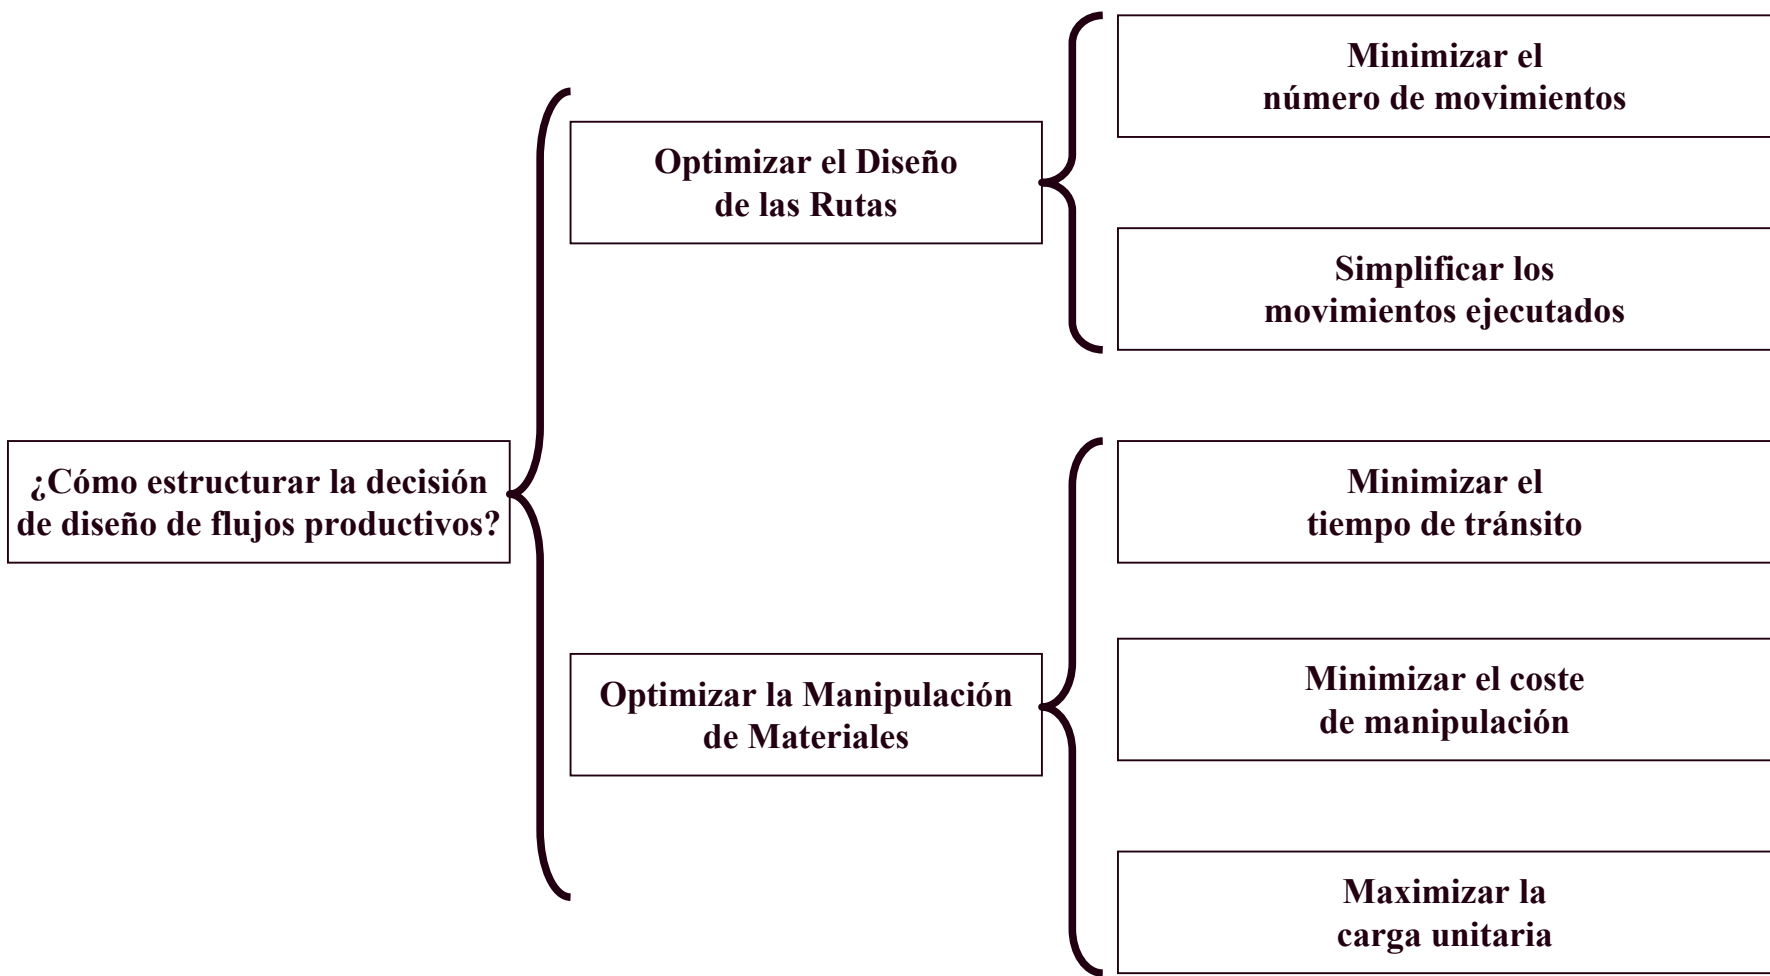 ¿Cómo estructurar la decisión
de diseño de flujos productivos?
Optimizar el Diseño
de las Rutas
Minimizar el
número de movimientos
Simplificar los
movimientos ejecutados
Optimizar la Manipulación
de Materiales
Minimizar el
tiempo de tránsito
Minimizar el coste
de manipulación
Maximizar la
carga unitaria